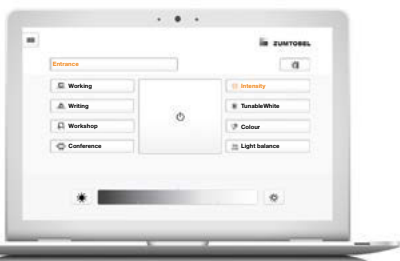 ZUMTOBEL
Entrance
Working
Intensity
Writing
TunableWhite
Workshop
Colour
Conference
Light balance